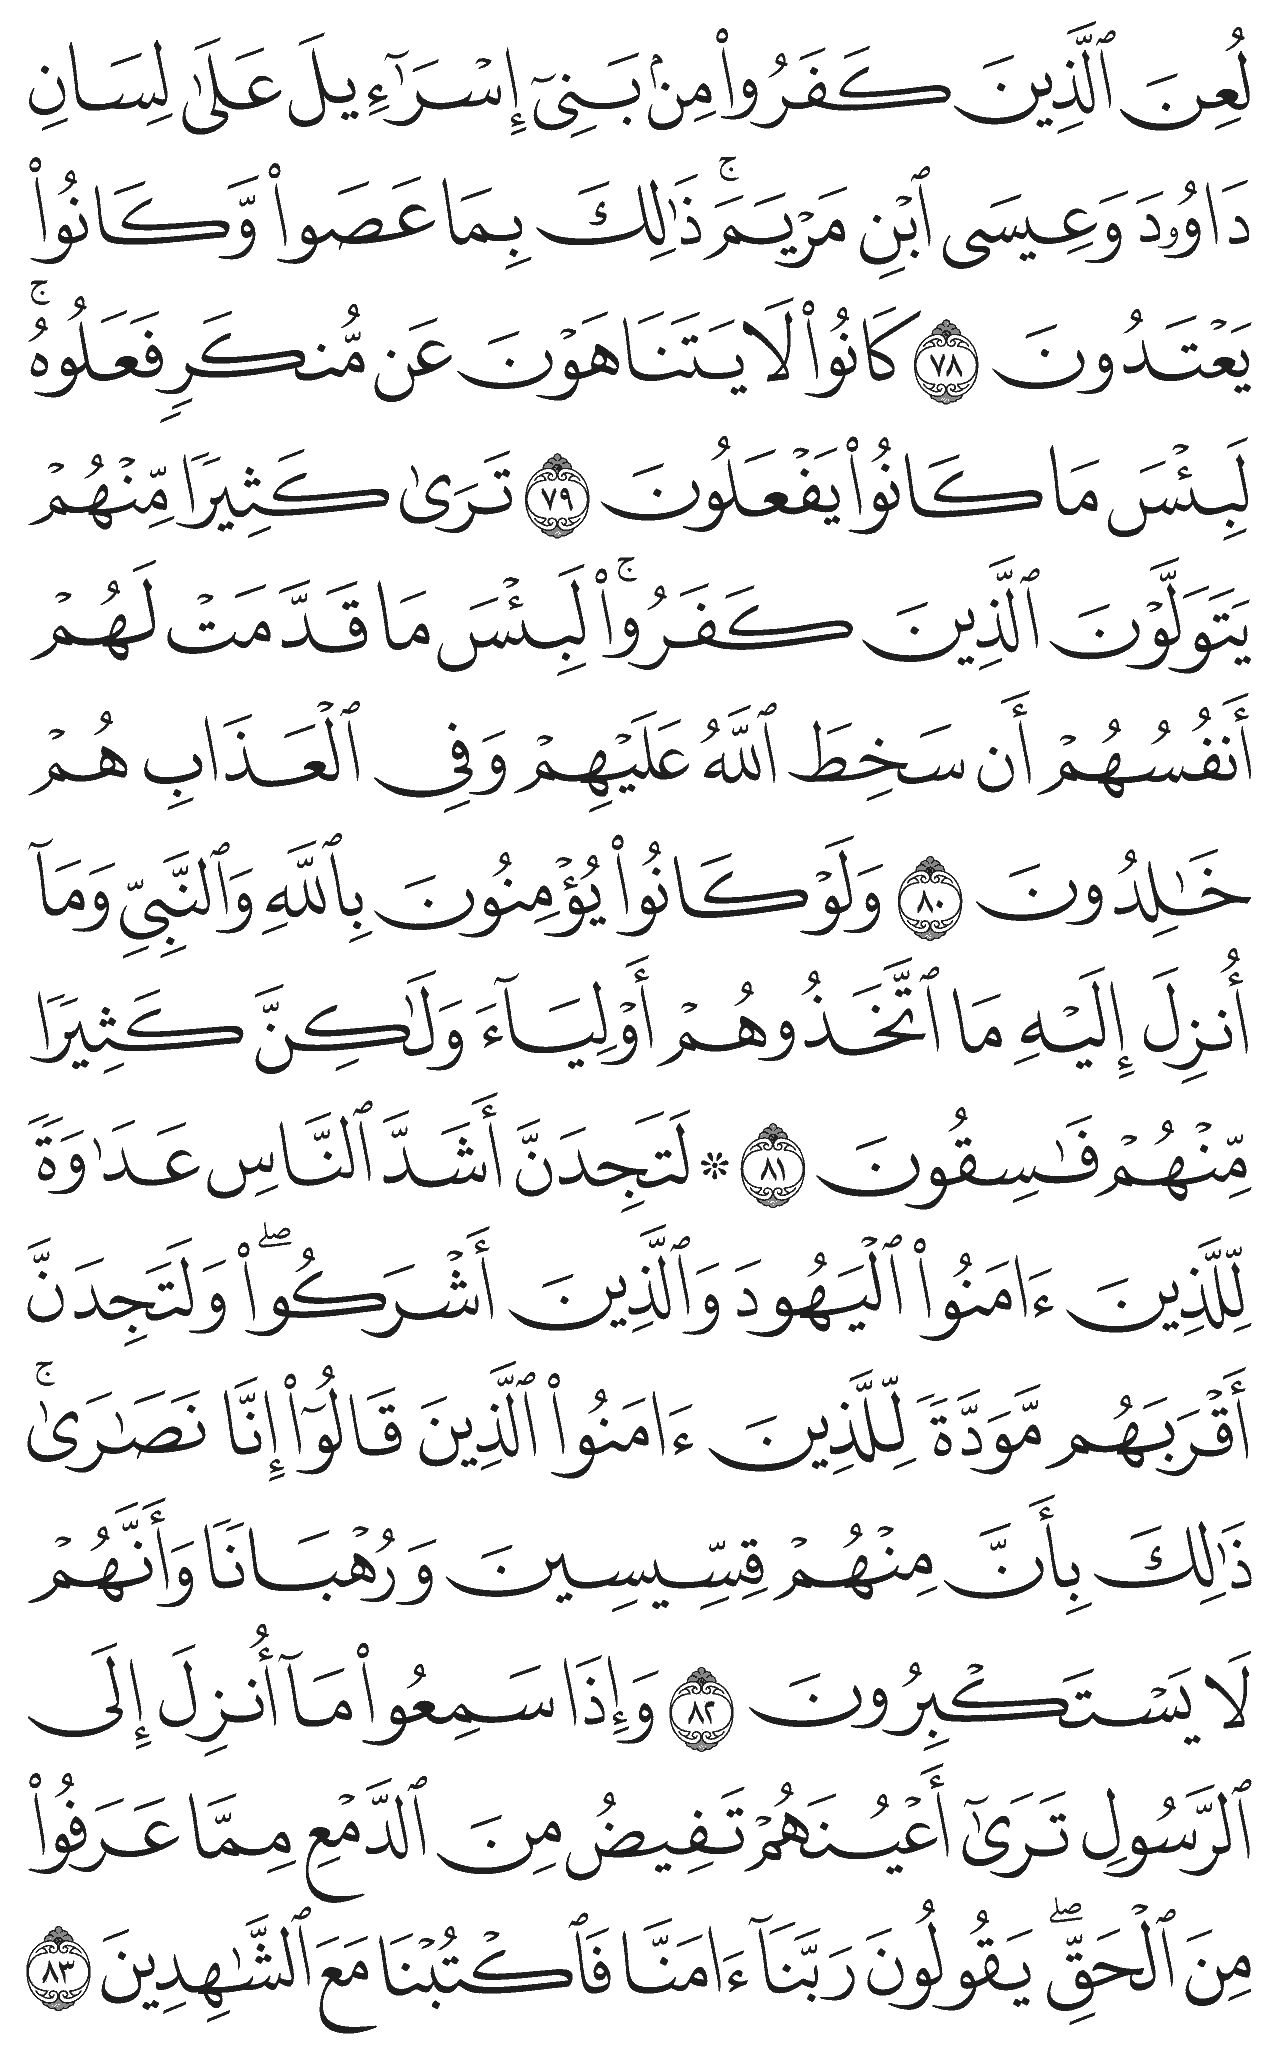 لُعِنَ ٱلَّذِينَ كَفَرُواْ مِنۢ بَنِيٓ إِسۡرَٰٓءِيلَ عَلَىٰ لِسَانِ
دَاوُۥدَ وَعِيسَى ٱبۡنِ مَرۡيَمَۚ ذَٰلِكَ بِمَا عَصَواْ وَّكَانُواْ
يَعۡتَدُونَ ٧٨ كَانُواْ لَا يَتَنَاهَوۡنَ عَن مُّنكَرٖ فَعَلُوهُۚ
لَبِئۡسَ مَا كَانُواْ يَفۡعَلُونَ ٧٩ تَرَىٰ كَثِيرٗا مِّنۡهُمۡ
يَتَوَلَّوۡنَ ٱلَّذِينَ كَفَرُواْۚ لَبِئۡسَ مَا قَدَّمَتۡ لَهُمۡ
أَنفُسُهُمۡ أَن سَخِطَ ٱللَّهُ عَلَيۡهِمۡ وَفِي ٱلۡعَذَابِ هُمۡ
خَٰلِدُونَ ٨٠ وَلَوۡ كَانُواْ يُؤۡمِنُونَ بِٱللَّهِ وَٱلنَّبِيِّ وَمَآ
أُنزِلَ إِلَيۡهِ مَا ٱتَّخَذُوهُمۡ أَوۡلِيَآءَ وَلَٰكِنَّ كَثِيرٗا
مِّنۡهُمۡ فَٰسِقُونَ ٨١ ۞ لَتَجِدَنَّ أَشَدَّ ٱلنَّاسِ عَدَٰوَةٗ
لِّلَّذِينَ ءَامَنُواْ ٱلۡيَهُودَ وَٱلَّذِينَ أَشۡرَكُواْۖ وَلَتَجِدَنَّ
أَقۡرَبَهُم مَّوَدَّةٗ لِّلَّذِينَ ءَامَنُواْ ٱلَّذِينَ قَالُوٓاْ إِنَّا نَصَٰرَىٰۚ
ذَٰلِكَ بِأَنَّ مِنۡهُمۡ قِسِّيسِينَ وَرُهۡبَانٗا وَأَنَّهُمۡ
لَا يَسۡتَكۡبِرُونَ ٨٢ وَإِذَا سَمِعُواْ مَآ أُنزِلَ إِلَى
ٱلرَّسُولِ تَرَىٰٓ أَعۡيُنَهُمۡ تَفِيضُ مِنَ ٱلدَّمۡعِ مِمَّا عَرَفُواْ
مِنَ ٱلۡحَقِّۖ يَقُولُونَ رَبَّنَآ ءَامَنَّا فَٱكۡتُبۡنَا مَعَ ٱلشَّٰهِدِينَ ٨٣